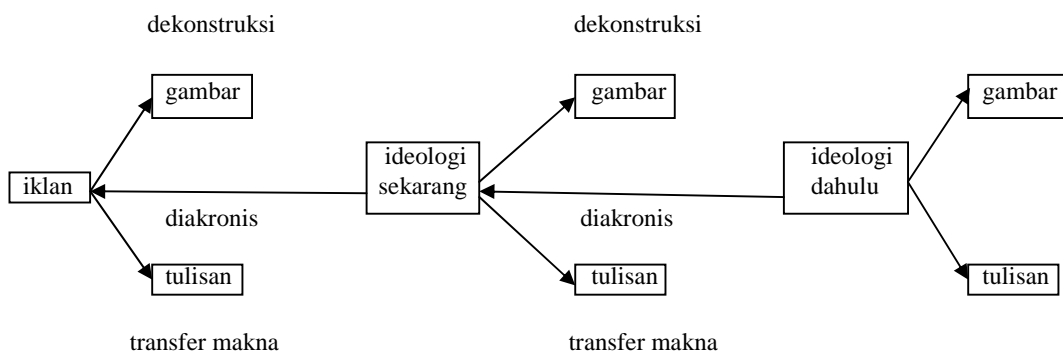 dekonstruksi
dekonstruksi
gambar
gambar
gambar
iklan
ideologi
sekarang
ideologi
dahulu
diakronis
diakronis
tulisan
tulisan
tulisan
transfer makna
transfer makna